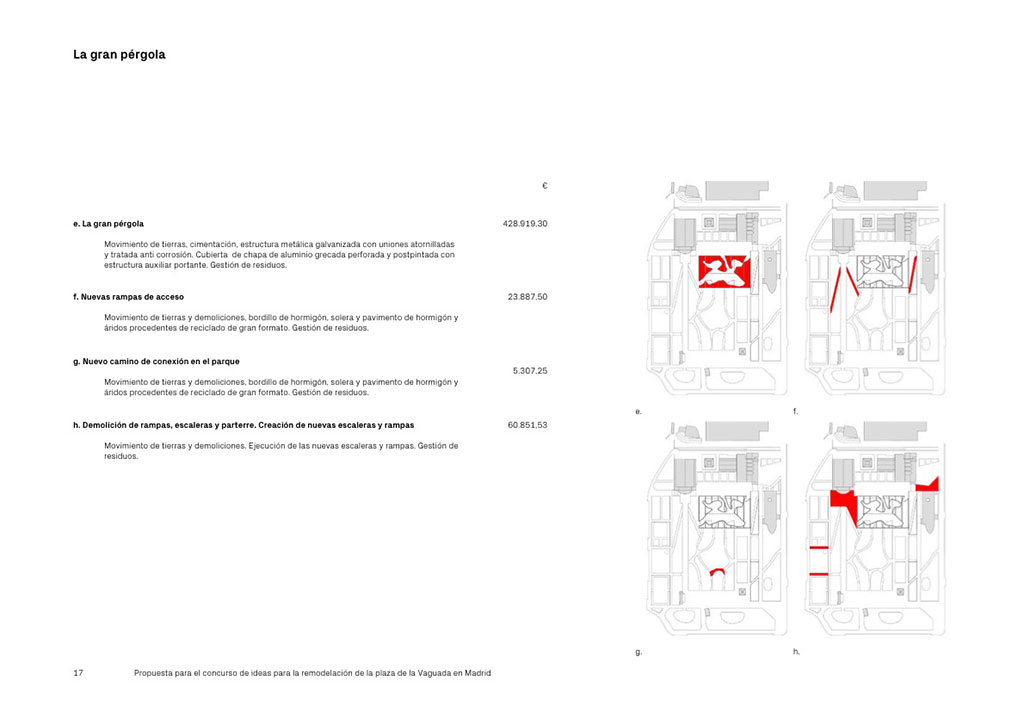 La gran pérgola
€
e. La gran pérgola 428.919.30
Movimiento de tierras, cimentación, estructura metálica galvanizada con uniones atornilladas
y tratada anti corrosión. Cubierta de chapa de aluminio grecada perforada y postpintada con
estructura auxiliar portante. Gestión de residuos.
f. Nuevas rampas de acceso 23.887.50
Movimiento de tierras y demoliciones, bordillo de hormigón, solera y pavimento de hormigón y
áridos procedentes de reciclado de gran formato. Gestión de residuos.
g. Nuevo camino de conexión en el parque
5.307.25
Movimiento de tierras y demoliciones, bordillo de hormigón, solera y pavimento de hormigón y
áridos procedentes de reciclado de gran formato. Gestión de residuos.
h. Demolición de rampas, escaleras y parterre. Creación de nuevas escaleras y rampas 60.851,53
Movimiento de tierras y demoliciones. Ejecución de las nuevas escaleras y rampas. Gestión de
residuos.
e. f.
g. h.
17 Propuesta para el concurso de ideas para la remodelación de la plaza de la Vaguada en Madrid